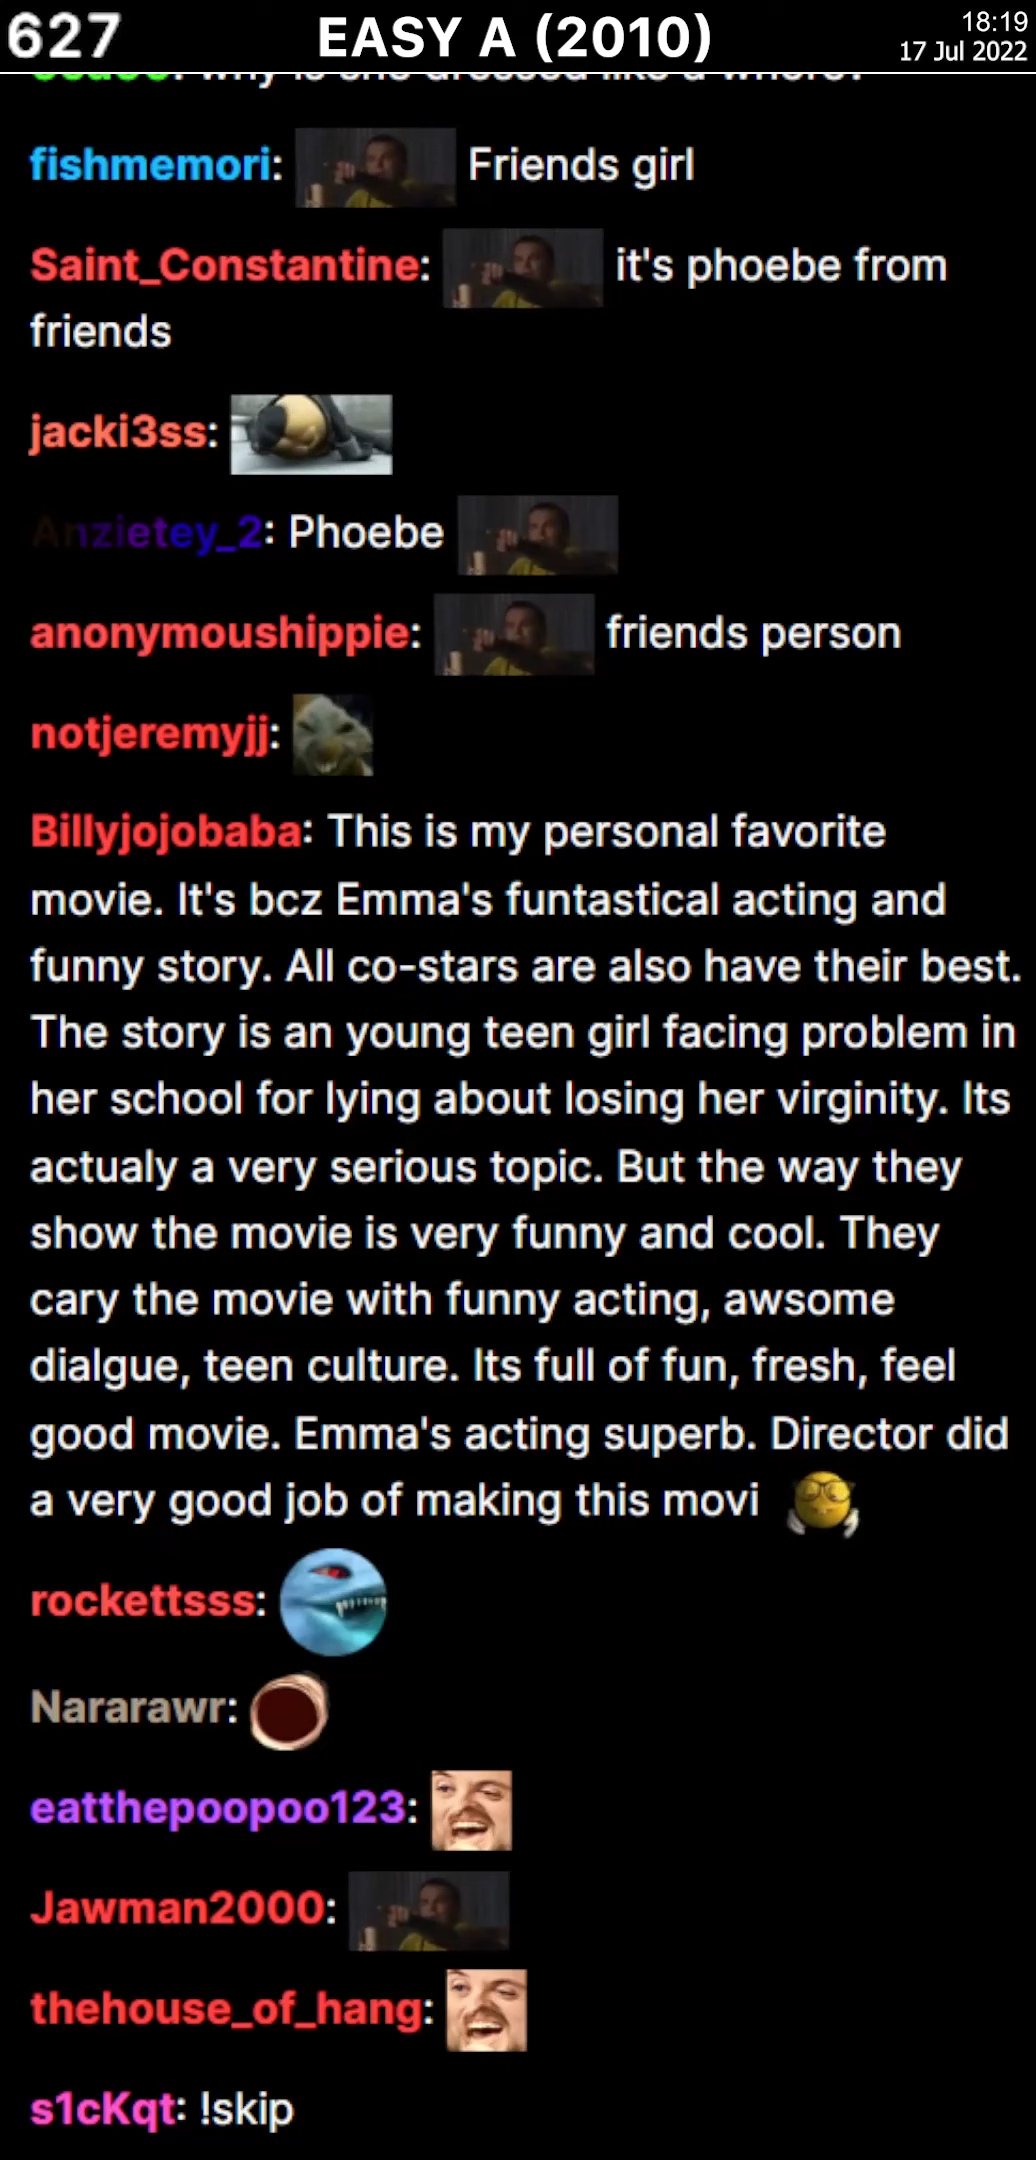 627
EASY A (2010)
18:19
17 Jul 2022
why is she dressed like a whore?
fishmemori: Friends girl
Saint_Constantine: it's phoebe from
friends
jacki3ss:
Anzietey_2: Phoebe
anonymoushippie: friends person
notjeremyjj:
Billyjojobaba: This is my personal favorite
movie. It's bcz Emma's funtastical acting and
funny story. All co-stars are also have their best.
The story is an young teen girl facing problem in
her school for lying about losing her virginity. Its
actualy a very serious topic. But the way they
show the movie is very funny and cool. They
cary the movie with funny acting, awsome
dialgue, teen culture. Its full of fun, fresh, feel
good movie. Emma's acting superb. Director did
a very good job of making this movi
rockettsss:
Nararawr:
eatthepoopoo123:
Jawman2000:
thehouse_of_hang:
s1cKqt: !skip